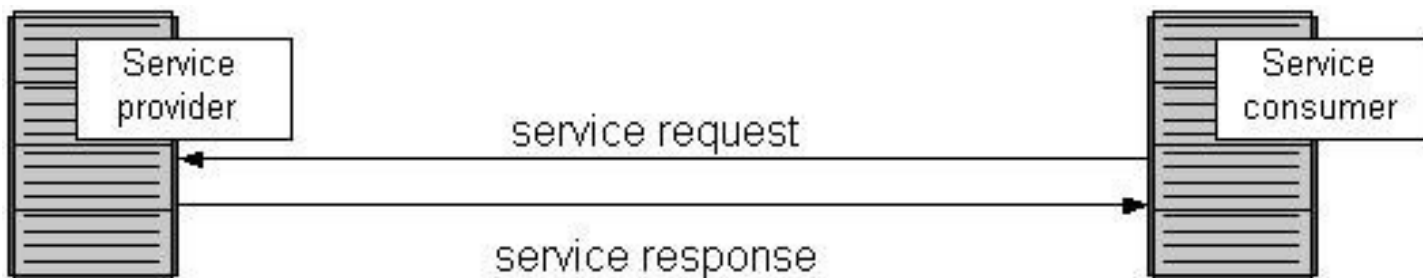 Service
provider
Service
consumer
service request
service response